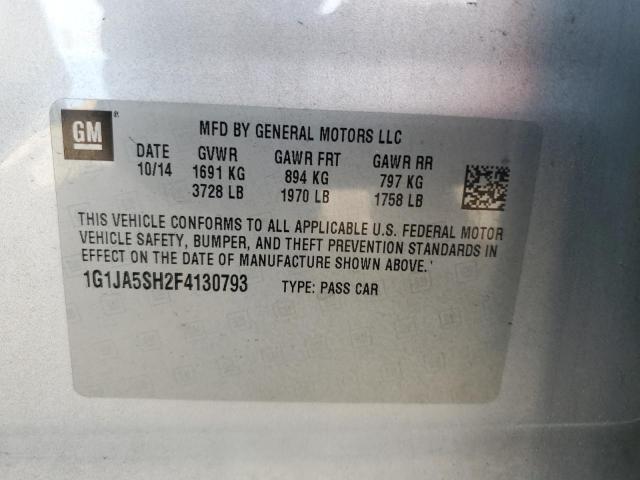 GM ®
MFD BY GENERAL MOTORS LLC
DATE GVWR GAWR FRT GAWR RR
10/14 1691 KG 894 KG 797 KG
3728 LB 1970 LB 1758 LB
THIS VEHICLE CONFORMS TO ALL APPLICABLE U.S. FEDERAL MOTOR
VEHICLE SAFETY, BUMPER, AND THEFT PREVENTION STANDARDS IN
EFFECT ON THE DATE OF MANUFACTURE SHOWN ABOVE.
1G1JA5SH2F4130793 TYPE: PASS CAR